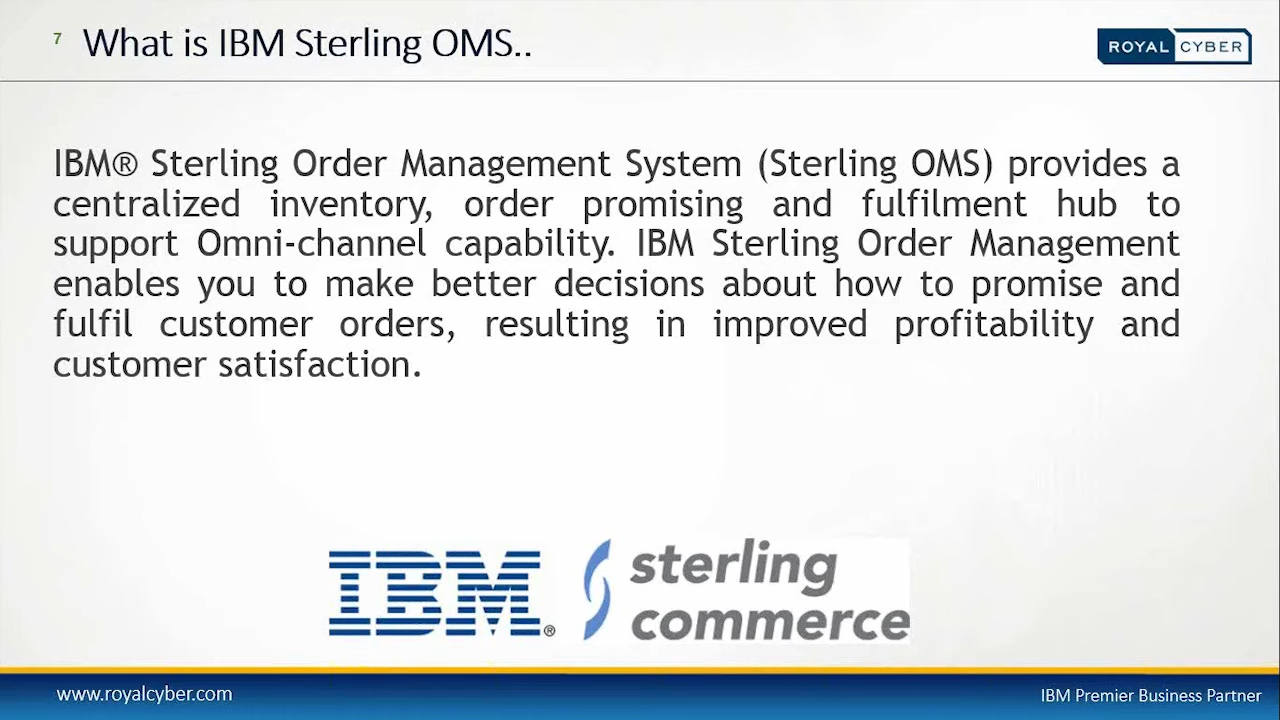 7 What is IBM Sterling OMS..
ROYAL CYBER
IBM® Sterling Order Management System (Sterling OMS) provides a
centralized inventory, order promising and fulfilment hub to
support Omni-channel capability. IBM Sterling Order Management
enables you to make better decisions about how to promise and
fulfil customer orders, resulting in improved profitability and
customer satisfaction.
IBM®
sterling
commerce
www.royalcyber.com
IBM Premier Business Partner